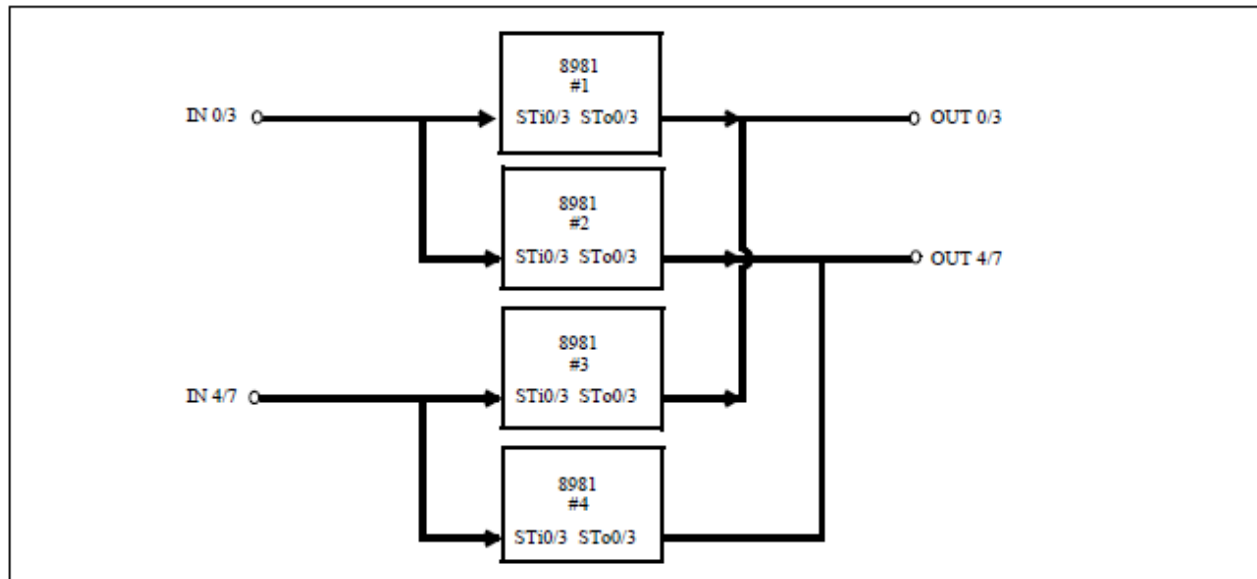 8981
#1
IN 0/3 STi0/3 STo0/3 OUT 0/3
8981
#2
STi0/3 STo0/3 OUT 4/7
8981
#3
IN 4/7 STi0/3 STo0/3
8981
#4
STi0/3 STo0/3